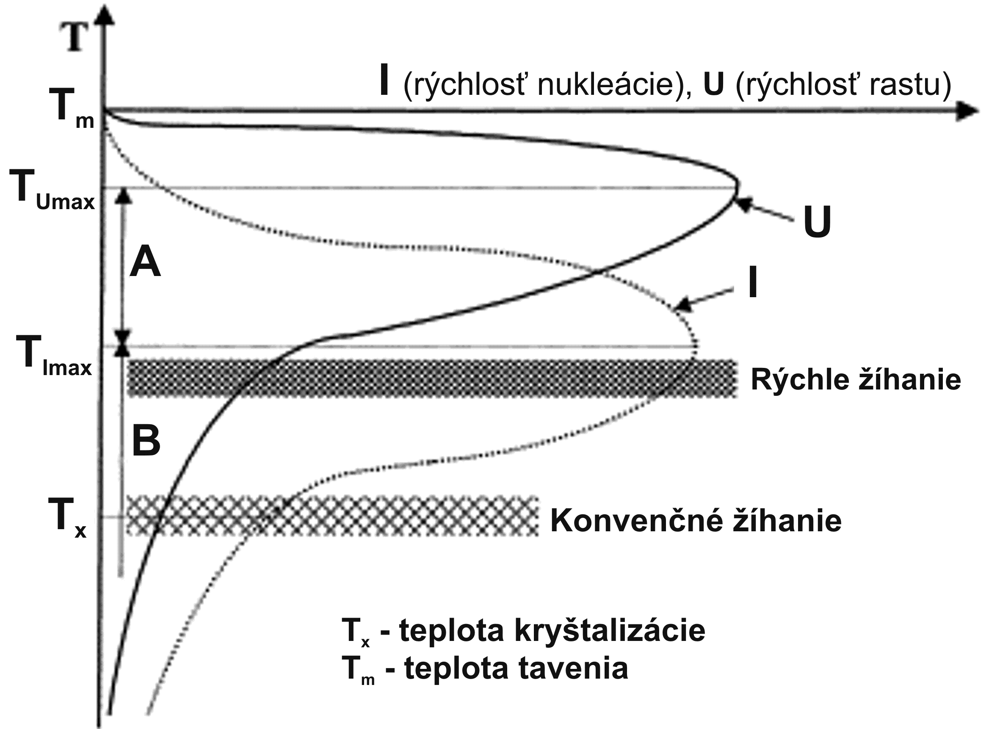 T
I (rýchlosť nukleácie), U (rýchlosť rastu)
Tm
TUmax
U
A
I
TImax
Rýchle žíhanie
B
Tx
Konvenčné žíhanie
Tx - teplota kryštalizácie
Tm - teplota tavenia